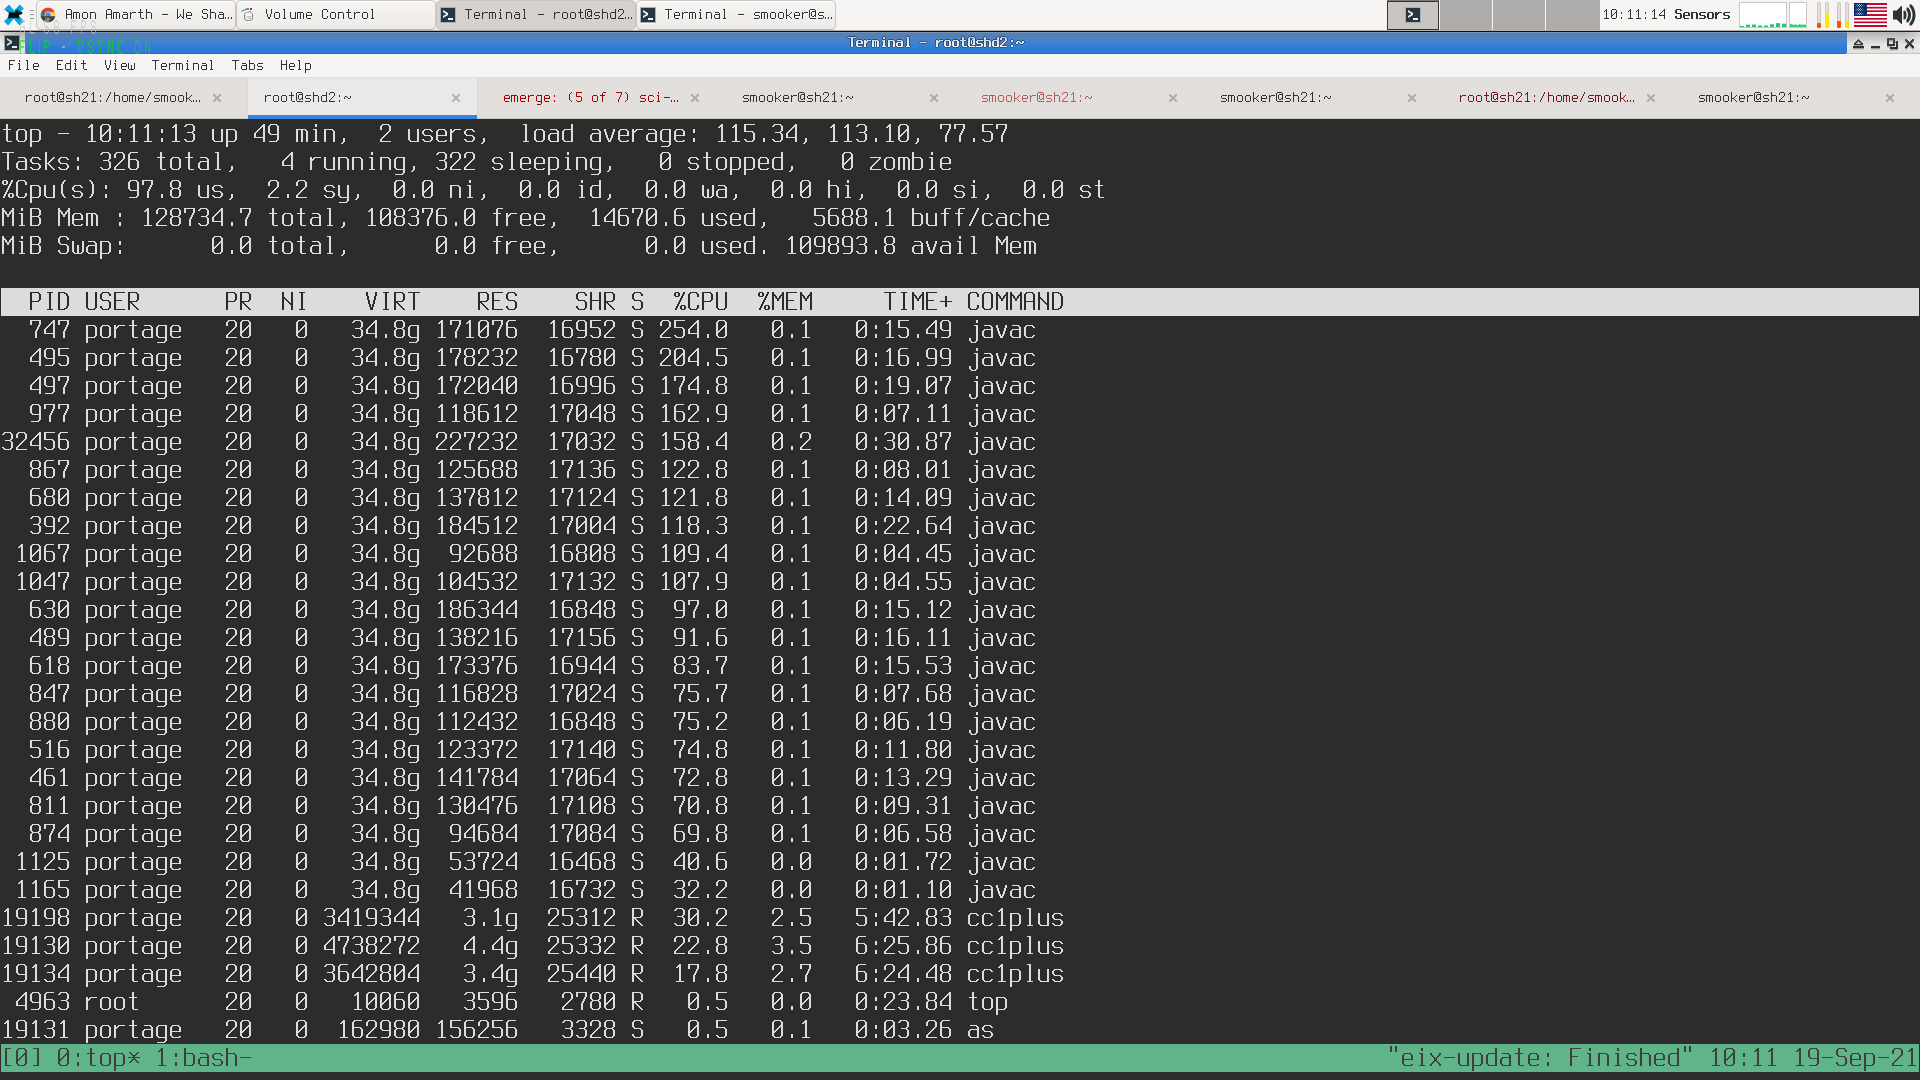 Amon Amarth - We Sha... Volume Control Terminal - root@shd2... Terminal - smooker@s... 10:11:14 Sensors
Terminal - root@shd2:~
File Edit View Terminal Tabs Help
root@sh21:/home/smook... root@shd2:~ emerge: (5 of 7) sci-... smooker@sh21:~ smooker@sh21:~ smooker@sh21:~ root@sh21:/home/smook... smooker@sh21:~
top - 10:11:13 up 49 min,  2 users,  load average: 115.34, 113.10, 77.57
Tasks: 326 total,   4 running, 322 sleeping,   0 stopped,   0 zombie
%Cpu(s): 97.8 us,  2.2 sy,  0.0 ni,  0.0 id,  0.0 wa,  0.0 hi,  0.0 si,  0.0 st
MiB Mem : 128734.7 total, 108376.0 free,  14670.6 used,   5688.1 buff/cache
MiB Swap:      0.0 total,      0.0 free,      0.0 used. 109893.8 avail Mem
PID USER PR NI VIRT RES SHR S %CPU %MEM TIME+ COMMAND
747 portage 20 0 34.8g 171076 16952 S 254.0 0.1 0:15.49 javac
495 portage 20 0 34.8g 178232 16780 S 204.5 0.1 0:16.99 javac
497 portage 20 0 34.8g 172040 16996 S 174.8 0.1 0:19.07 javac
977 portage 20 0 34.8g 118612 17048 S 162.9 0.1 0:07.11 javac
32456 portage 20 0 34.8g 227232 17032 S 158.4 0.2 0:30.87 javac
867 portage 20 0 34.8g 125688 17136 S 122.8 0.1 0:08.01 javac
680 portage 20 0 34.8g 137812 17124 S 121.8 0.1 0:14.09 javac
392 portage 20 0 34.8g 184512 17004 S 118.3 0.1 0:22.64 javac
1067 portage 20 0 34.8g 92688 16808 S 109.4 0.1 0:04.45 javac
1047 portage 20 0 34.8g 104532 17132 S 107.9 0.1 0:04.55 javac
630 portage 20 0 34.8g 186344 16848 S 97.0 0.1 0:15.12 javac
489 portage 20 0 34.8g 138216 17156 S 91.6 0.1 0:16.11 javac
618 portage 20 0 34.8g 173376 16944 S 83.7 0.1 0:15.53 javac
847 portage 20 0 34.8g 116828 17024 S 75.7 0.1 0:07.68 javac
880 portage 20 0 34.8g 112432 16848 S 75.2 0.1 0:06.19 javac
516 portage 20 0 34.8g 123372 17140 S 74.8 0.1 0:11.80 javac
461 portage 20 0 34.8g 141784 17064 S 72.8 0.1 0:13.29 javac
811 portage 20 0 34.8g 130476 17108 S 70.8 0.1 0:09.31 javac
874 portage 20 0 34.8g 94684 17084 S 69.8 0.1 0:06.58 javac
1125 portage 20 0 34.8g 53724 16468 S 40.6 0.0 0:01.72 javac
1165 portage 20 0 34.8g 41968 16732 S 32.2 0.0 0:01.10 javac
19198 portage 20 0 3419344 3.1g 25312 R 30.2 2.5 5:42.83 cc1plus
19130 portage 20 0 4738272 4.4g 25332 R 22.8 3.5 6:25.86 cc1plus
19134 portage 20 0 3642804 3.4g 25440 R 17.8 2.7 6:24.48 cc1plus
4963 root 20 0 10060 3596 2780 R 0.5 0.0 0:23.84 top
19131 portage 20 0 162980 156256 3328 S 0.5 0.1 0:03.26 as
[0] 0:top* 1:bash- "eix-update: Finished" 10:11 19-Sep-21